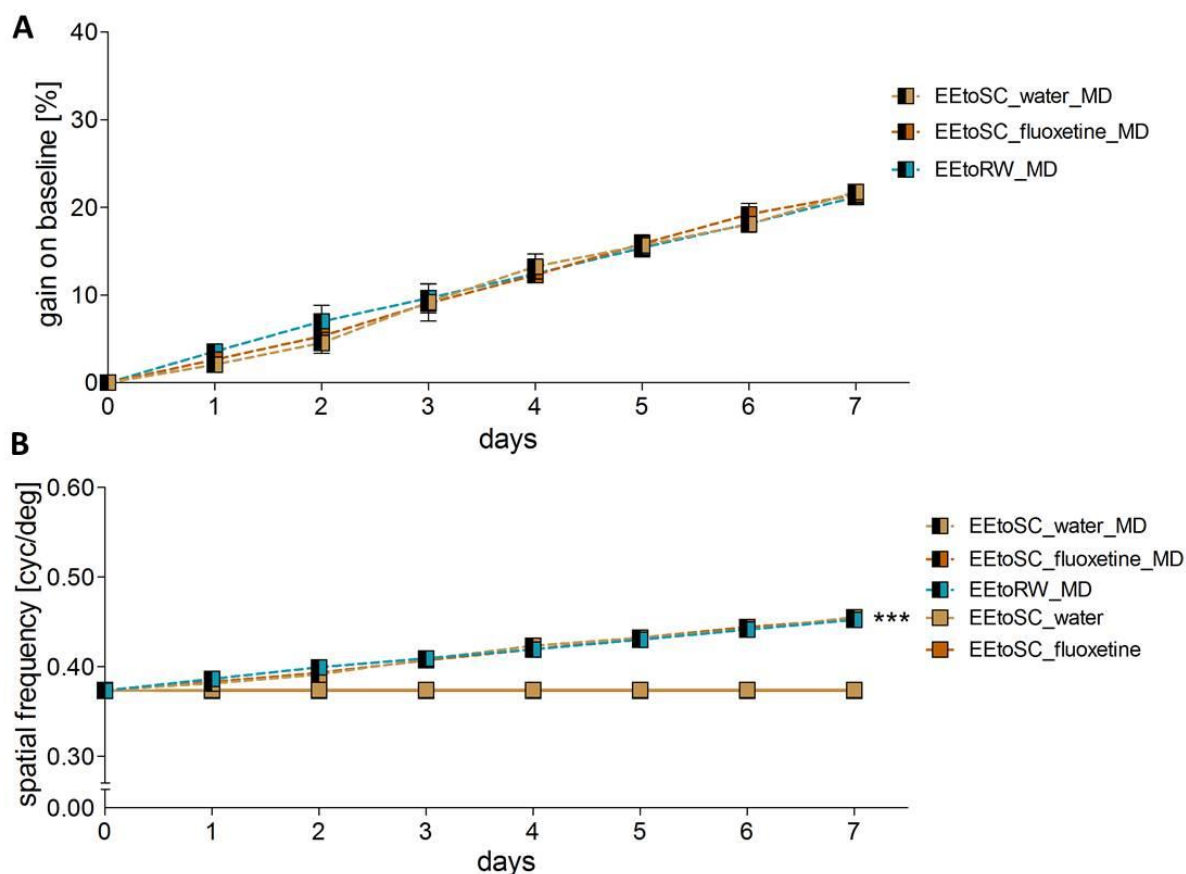 A
gain on baseline [%]
40
30
20
10
0
0 1 2 3 4 5 6 7
days
EEtoSC_water_MD
EEtoSC_fluoxetine_MD
EEtoRW_MD
B
spatial frequency [cyc/deg]
0.60
0.50
0.40
0.30
0.00
0 1 2 3 4 5 6 7
days
***
EEtoSC_water_MD
EEtoSC_fluoxetine_MD
EEtoRW_MD
EEtoSC_water
EEtoSC_fluoxetine